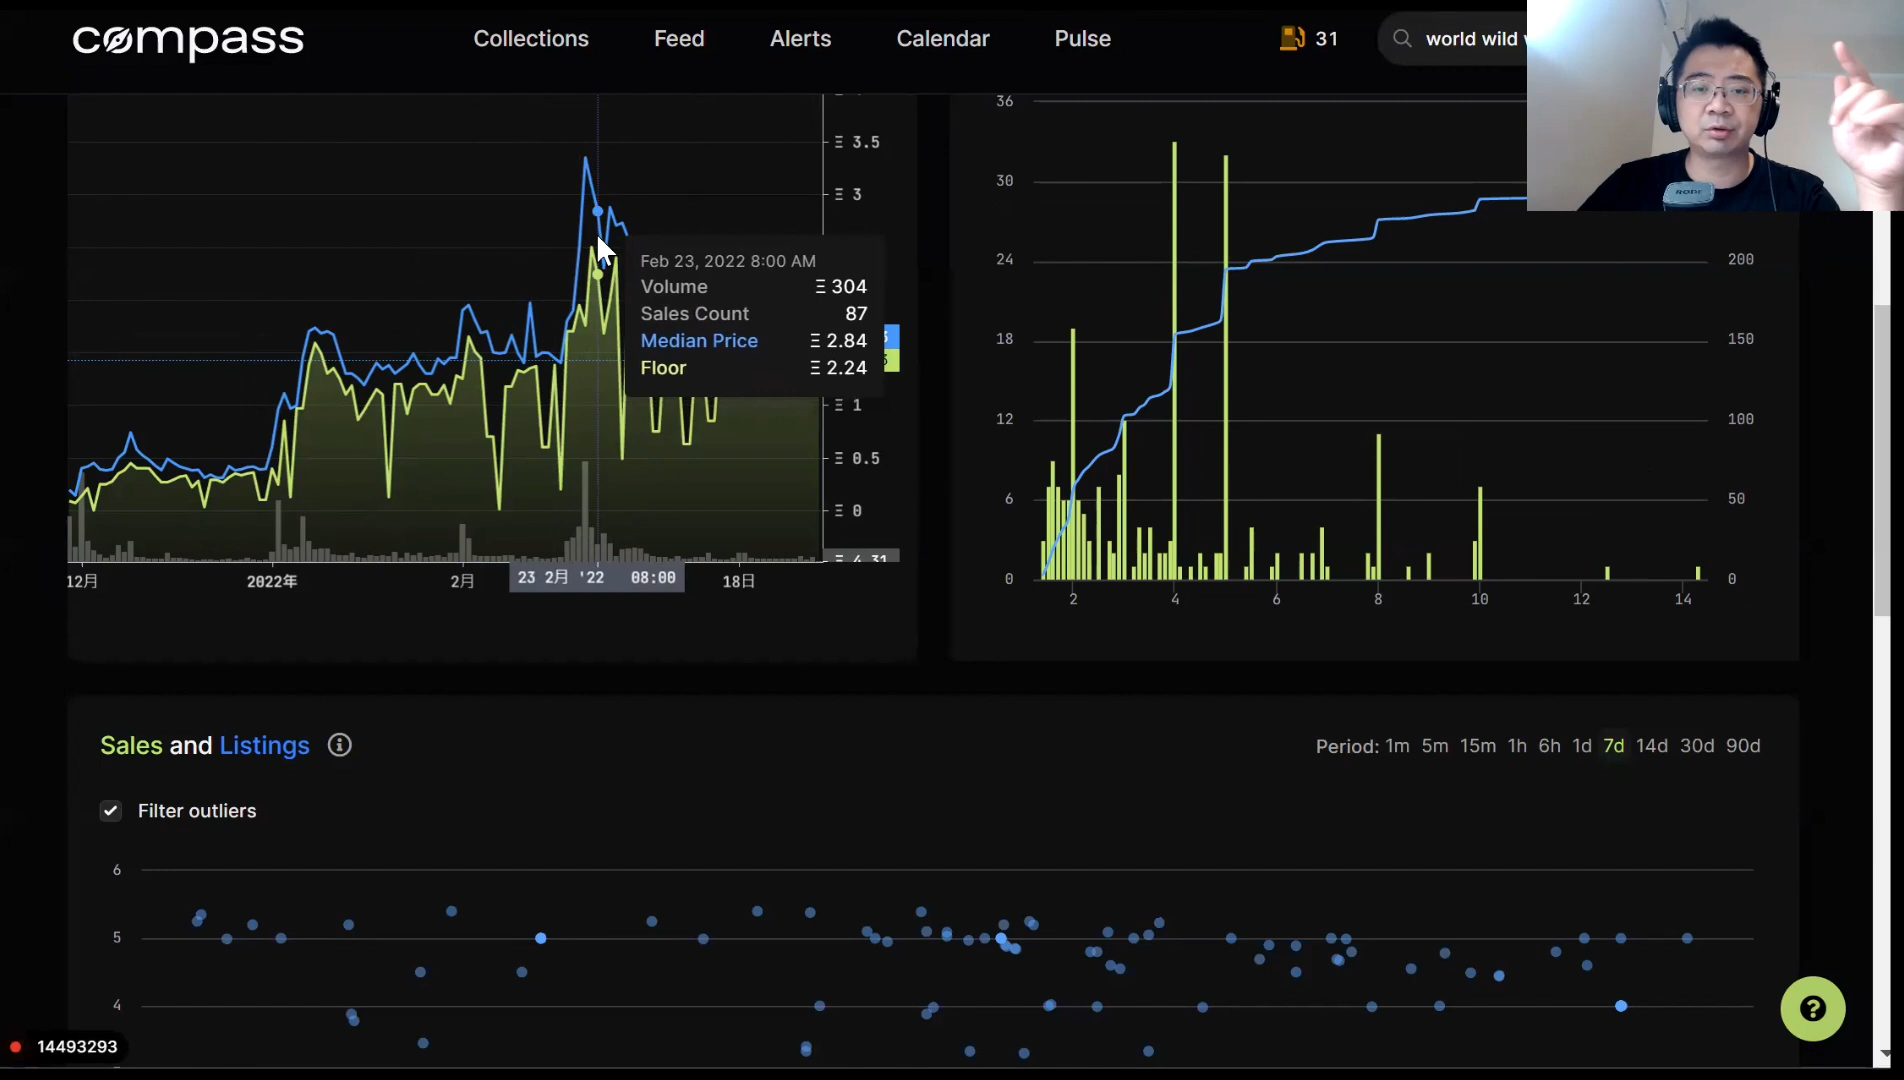 compass
Collections
Feed
Alerts
Calendar
Pulse
31
world wild
Ξ 3.5
Ξ 3
Ξ 1
Ξ 0.5
Ξ 0
Ξ 4.31
Feb 23, 2022 8:00 AM
Volume Ξ 304
Sales Count 87
Median Price Ξ 2.84
Floor Ξ 2.24
12月
2022年
2月
23 2月 '22 08:00
18日
36
30
24
18
12
6
0
200
150
100
50
0
2
4
6
8
10
12
14
RODE
Sales and Listings
Period: 1m 5m 15m 1h 6h 1d 7d 14d 30d 90d
Filter outliers
6
5
4
14493293
?